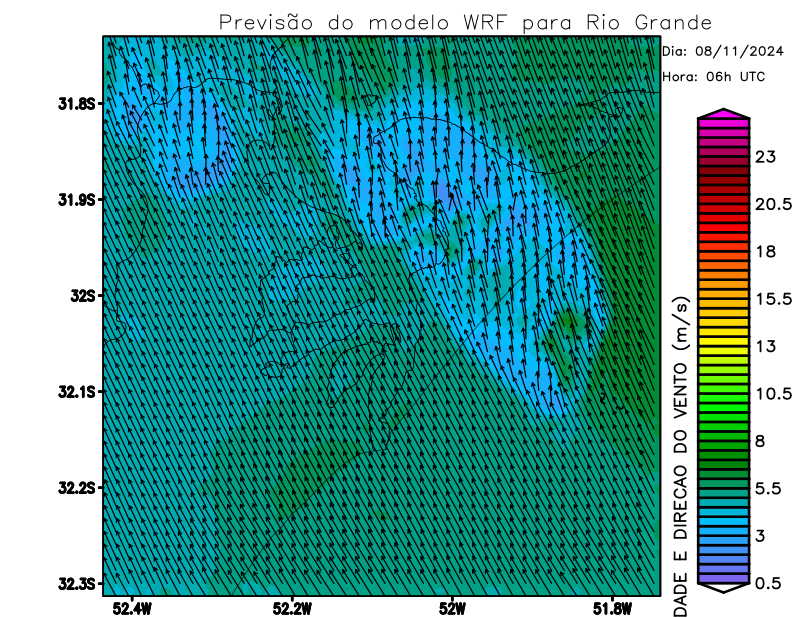 Previsão do modelo WRF para Rio Grande
Dia: 08/11/2024
Hora: 06h UTC
31.8S
31.9S
32S
32.1S
32.2S
32.3S
52.4W
52.2W
52W
51.8W
DADE E DIRECAO DO VENTO (m/s)
23
20.5
18
15.5
13
10.5
8
5.5
3
0.5